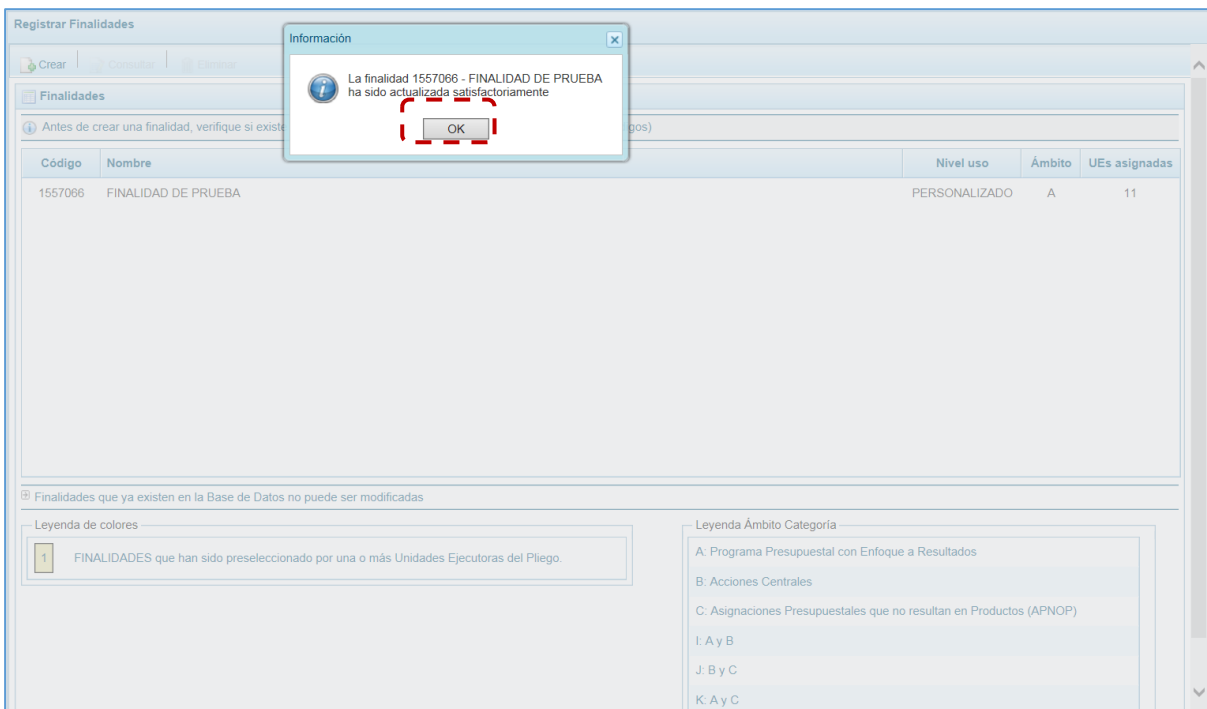 Registrar Finalidades
Información
La finalidad 1557066 - FINALIDAD DE PRUEBA
ha sido actualizada satisfactoriamente
OK
Crear Consultar Eliminar
Finalidades
Antes de crear una finalidad, verifique si existe gos)
Código Nombre Nivel uso Ámbito UEs asignadas
1557066 FINALIDAD DE PRUEBA PERSONALIZADO A 11
Finalidades que ya existen en la Base de Datos no puede ser modificadas
Leyenda de colores
1 FINALIDADES que han sido preseleccionado por una o más Unidades Ejecutoras del Pliego.
Leyenda Ámbito Categoría
A: Programa Presupuestal con Enfoque a Resultados
B: Acciones Centrales
C: Asignaciones Presupuestales que no resultan en Productos (APNOP)
I: A y B
J: B y C
K: A y C